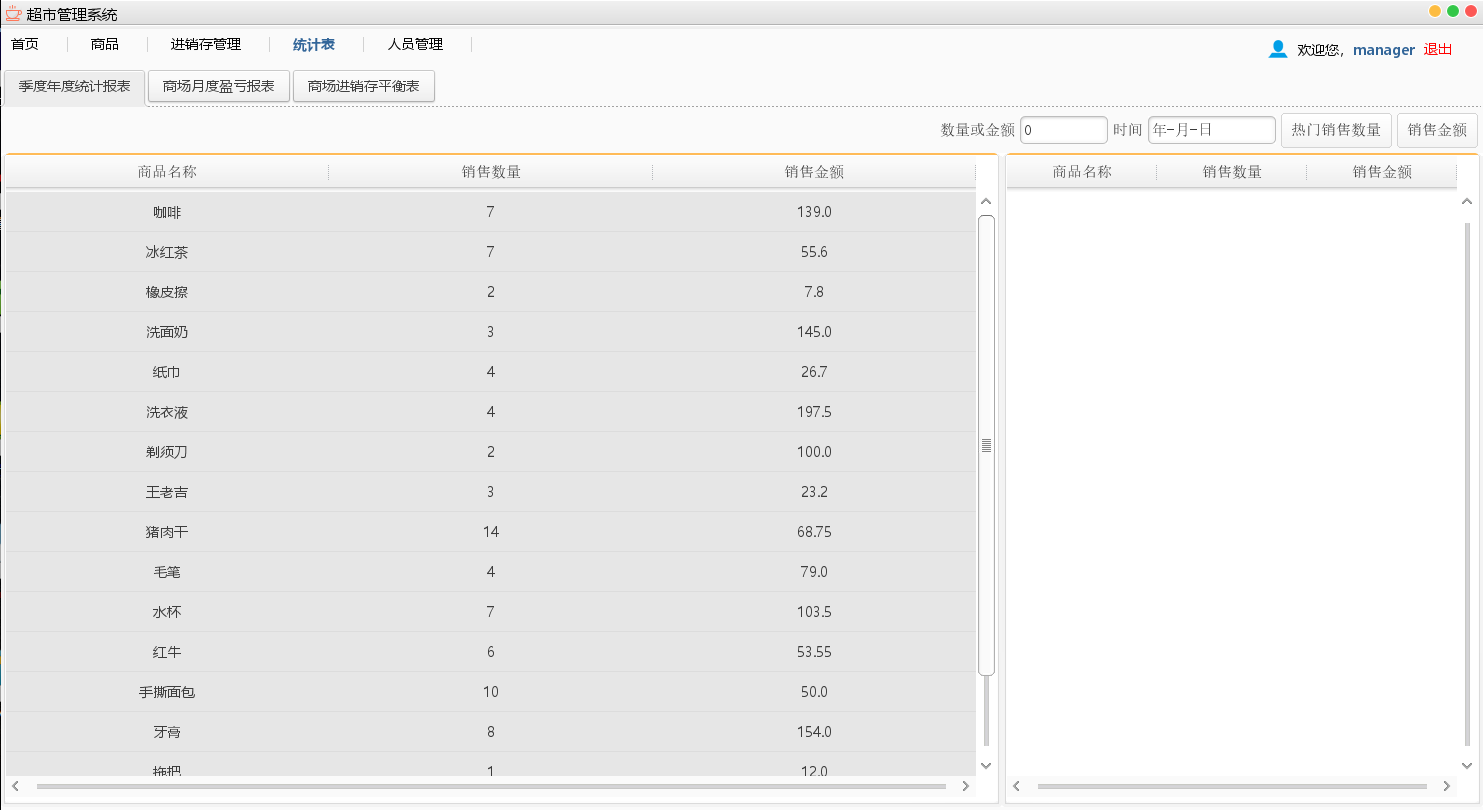 超市管理系统
首页 商品 进销存管理 统计表 人员管理 欢迎您，manager 退出
季度年度统计报表 商场月度盈亏报表 商场进销存平衡表
数量或金额 0 时间 年-月-日 热门销售数量 销售金额
商品名称 销售数量 销售金额 商品名称 销售数量 销售金额
咖啡 7 139.0
冰红茶 7 55.6
橡皮擦 2 7.8
洗面奶 3 145.0
纸巾 4 26.7
洗衣液 4 197.5
剃须刀 2 100.0
王老吉 3 23.2
猪肉干 14 68.75
毛笔 4 79.0
水杯 7 103.5
红牛 6 53.55
手撕面包 10 50.0
牙膏 8 154.0
拖把 1 12.0